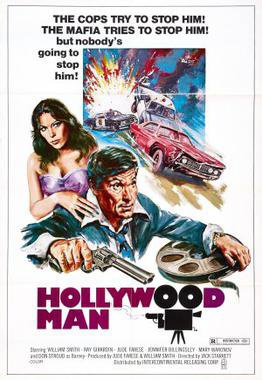 THE COPS TRY TO STOP HIM!
THE MAFIA TRIES TO STOP HIM!
but nobody's
going to
stop
him!
HOLLYWOOD
MAN
Starring WILLIAM SMITH · RAY GIRARDIN · JUDE FARESE · JENNIFER BILLINGSLEY · MARY WORONOV
and DON STROUD as Barney · Produced by JUDE FARESE & WILLIAM SMITH · Directed by JACK STARRETT
COLOR
Distributed by INTERCONTINENTAL RELEASING CORP.
R
RESTRICTED